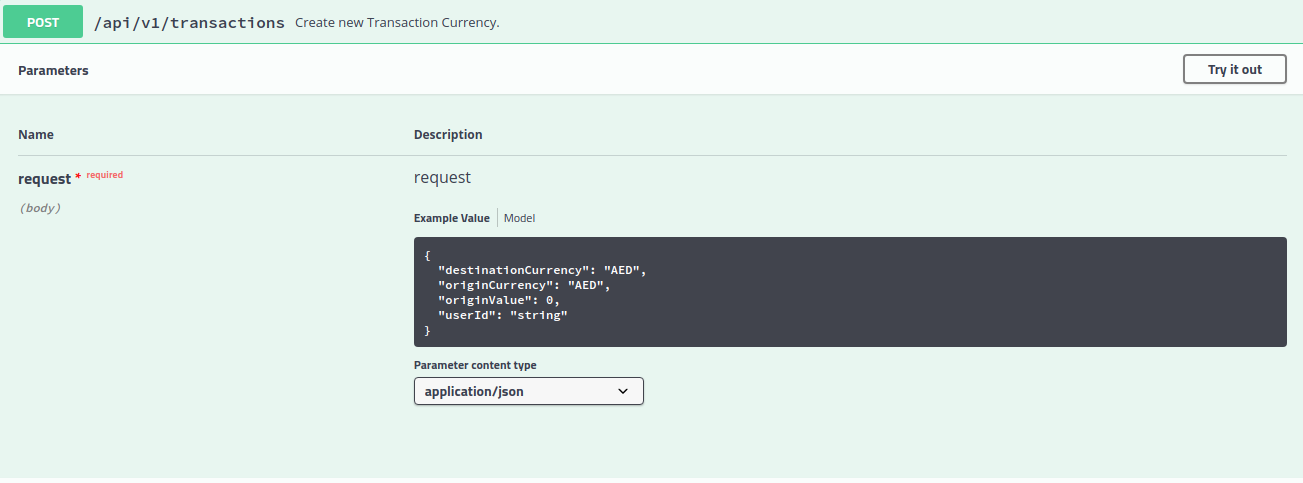 POST /api/v1/transactions Create new Transaction Currency.
Parameters Try it out
Name Description
request * required request
(body)
Example Value Model
{
"destinationCurrency": "AED",
"originCurrency": "AED",
"originValue": 0,
"userId": "string"
}
Parameter content type
application/json